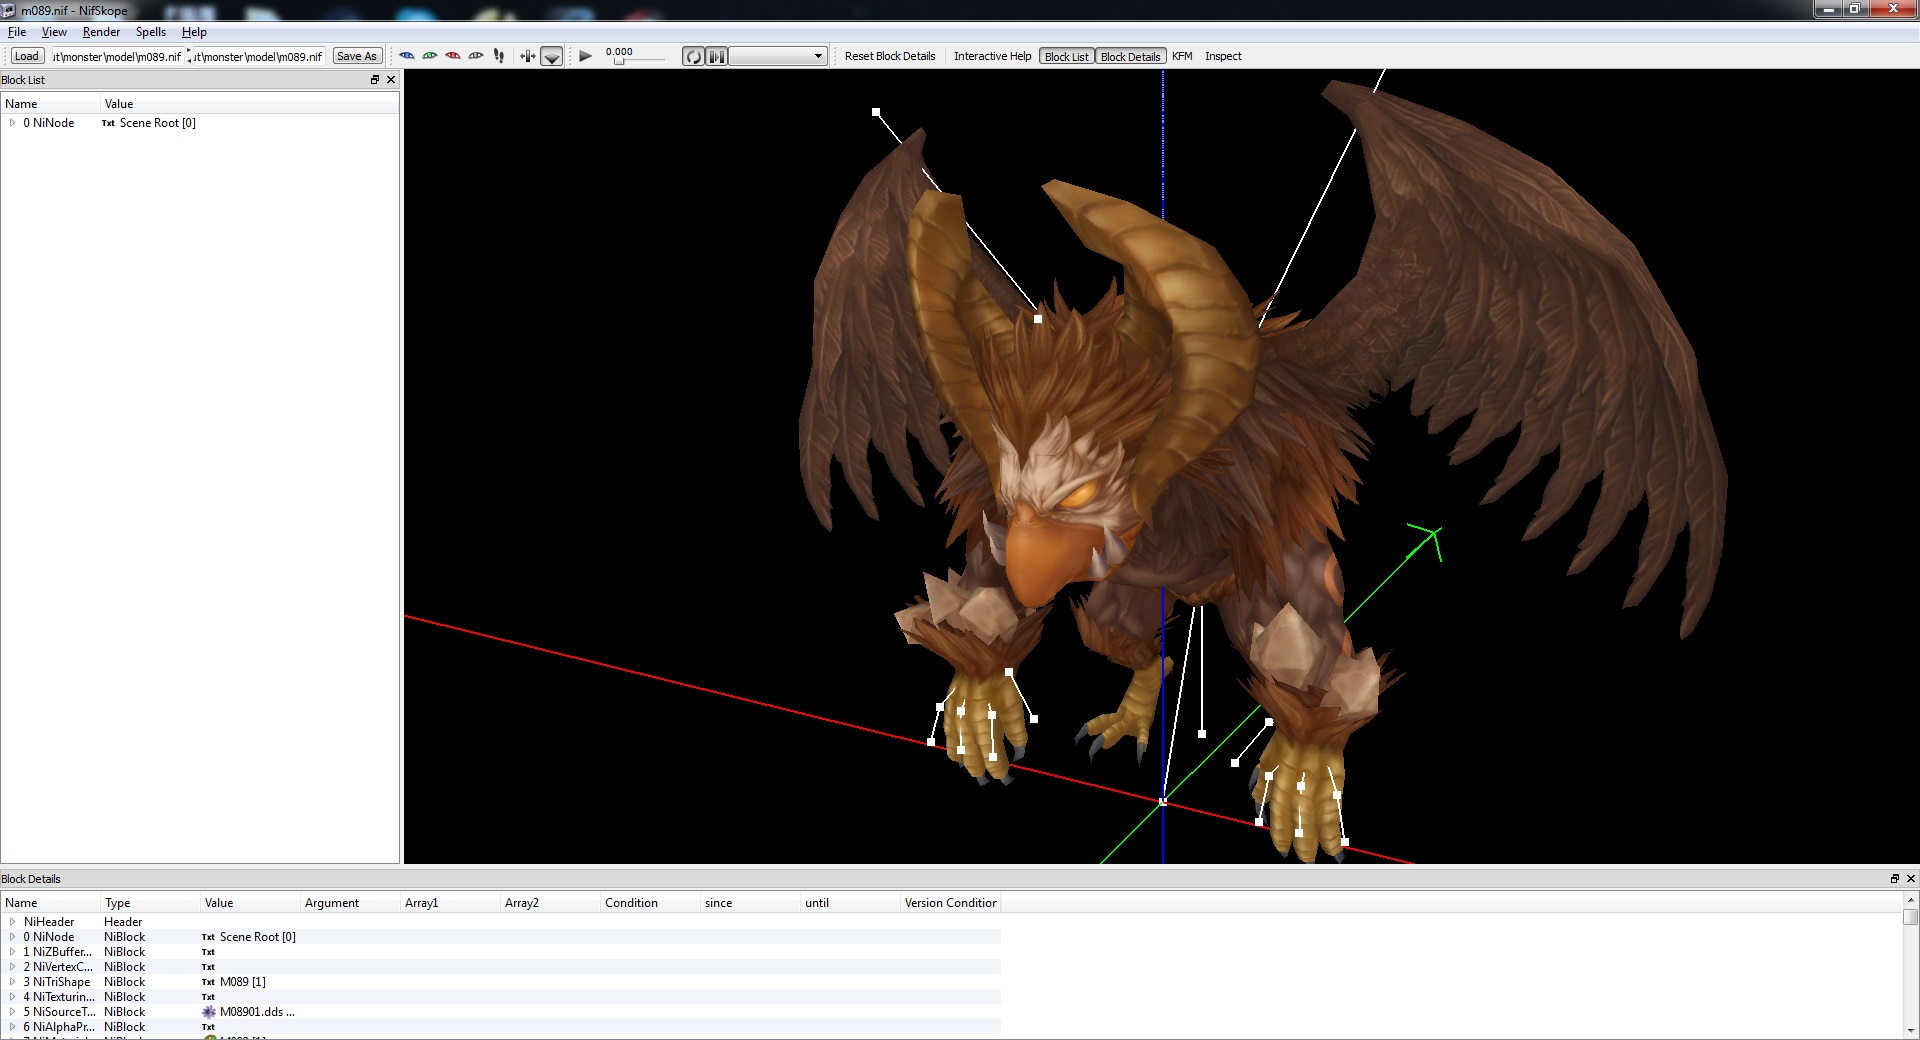 m089.nif - NifSkope
File View Render Spells Help
Load ut\monster\model\m089.nif ut\monster\model\m089.nif Save As 0.000 Reset Block Details Interactive Help Block List Block Details KFM Inspect
Block List
Name Value
0 NiNode Txt Scene Root [0]
Block Details
Name Type Value Argument Array1 Array2 Condition since until Version Condition
NiHeader Header
0 NiNode NiBlock Txt Scene Root [0]
1 NiZBuffer... NiBlock Txt
2 NiVertexC... NiBlock Txt
3 NiTriShape NiBlock Txt M089 [1]
4 NiTexturin... NiBlock Txt
5 NiSourceT... NiBlock M08901.dds ...
6 NiAlphaPr... NiBlock Txt